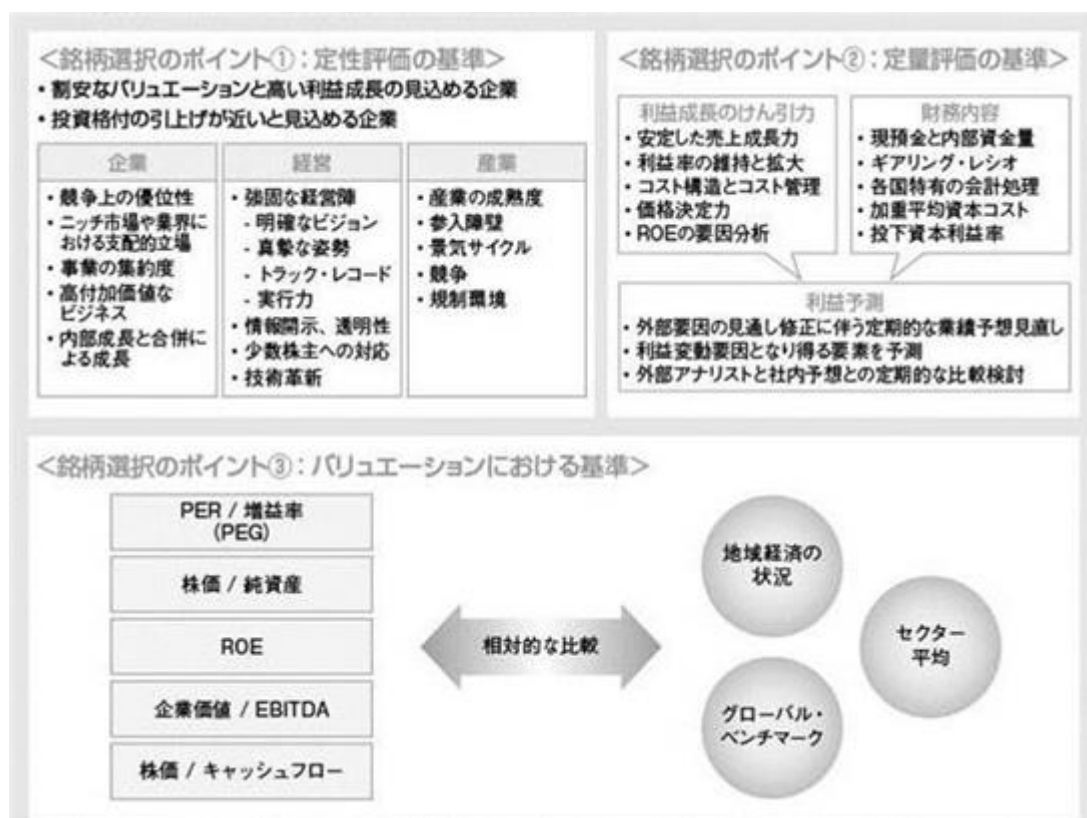 <銘柄選択のポイント①：定性評価の基準>
・割安なバリュエーションと高い利益成長の見込める企業
・投資格付の引上げが近いと見込める企業
企業
・競争上の優位性
・ニッチ市場や業界に
おける支配的立場
・事業の集約度
・高付加価値な
ビジネス
・内部成長と合併に
よる成長
経営
・強固な経営陣
- 明確なビジョン
- 真摯な姿勢
- トラック・レコード
- 実行力
・情報開示、透明性
・少数株主への対応
・技術革新
産業
・産業の成熟度
・参入障壁
・景気サイクル
・競争
・規制環境
<銘柄選択のポイント②：定量評価の基準>
利益成長のけん引力
・安定した売上成長力
・利益率の維持と拡大
・コスト構造とコスト管理
・価格決定力
・ROEの要因分析
財務内容
・現預金と内部資金量
・ギアリング・レシオ
・各国特有の会計処理
・加重平均資本コスト
・投下資本利益率
利益予測
・外部要因の見通し修正に伴う定期的な業績予想見直し
・利益変動要因となり得る要素を予測
・外部アナリストと社内予想との定期的な比較検討
<銘柄選択のポイント③：バリュエーションにおける基準>
PER / 増益率
(PEG)
株価 / 純資産
ROE
企業価値 / EBITDA
株価 / キャッシュフロー
相対的な比較
地域経済の
状況
セクター
平均
グローバル・
ベンチマーク